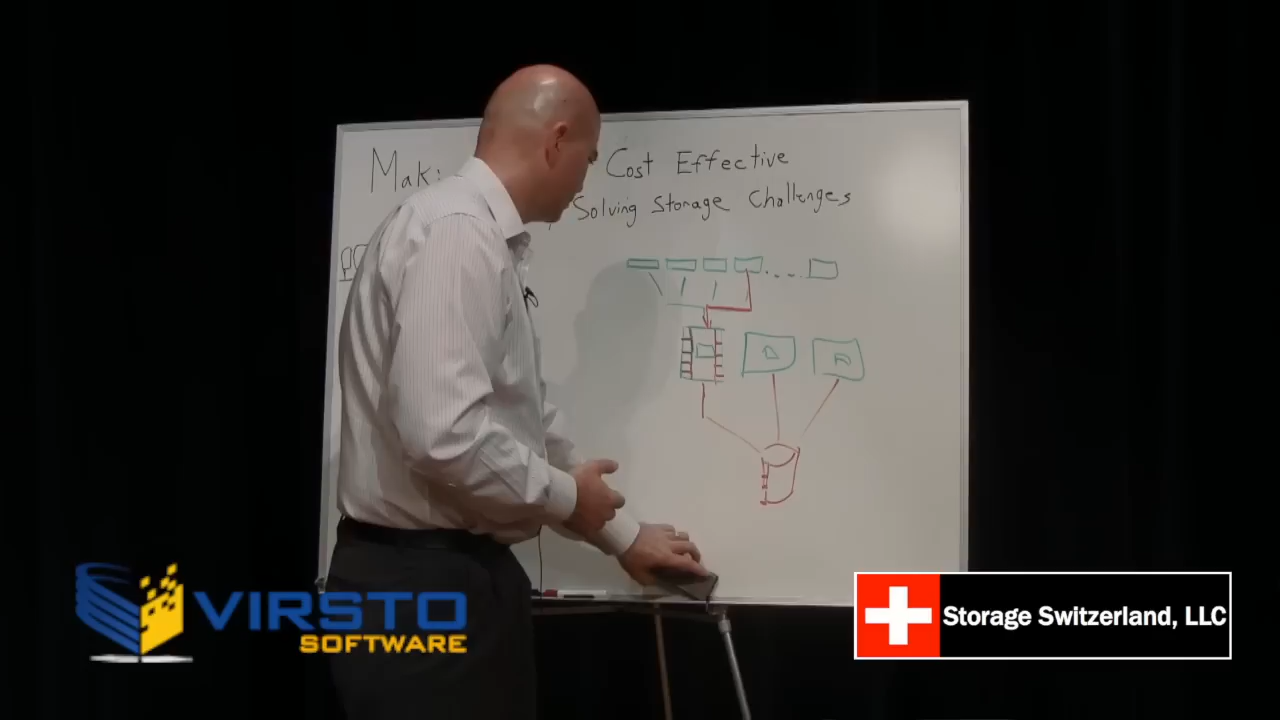 Mak
Cost Effective
Solving Storage Challenges
VIRSTO
SOFTWARE
Storage Switzerland, LLC